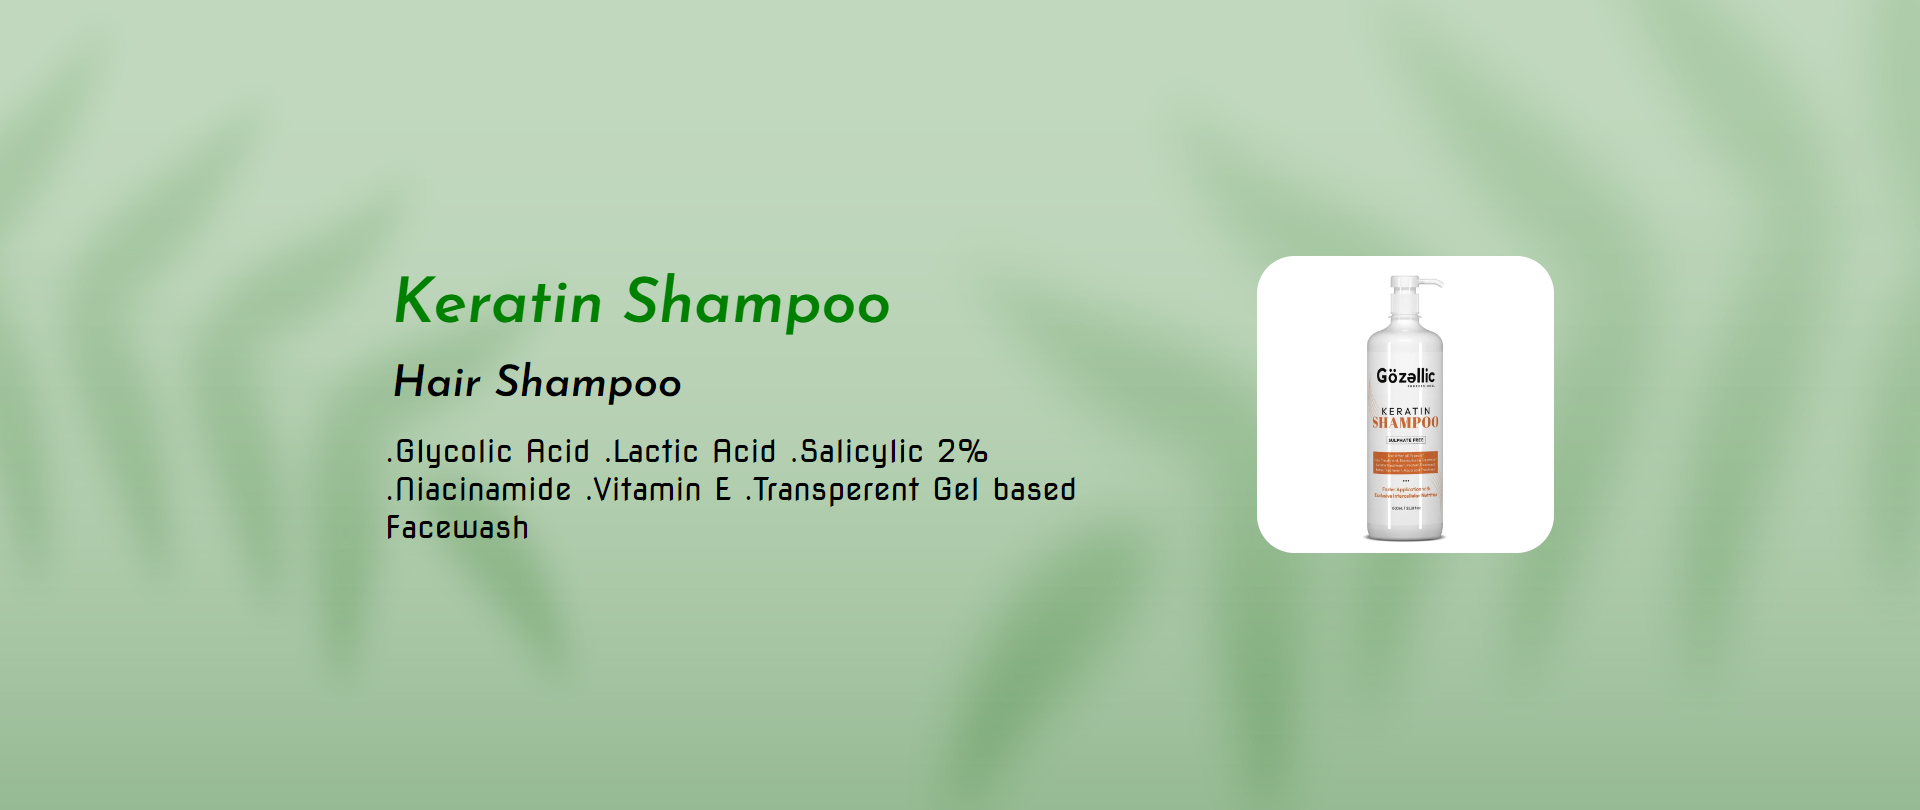 Keratin Shampoo
Hair Shampoo
.Glycolic Acid .Lactic Acid .Salicylic 2%
.Niacinamide .Vitamin E .Transperent Gel based
Facewash
Gözəllic
KERATIN
SHAMPOO
SULPHATE FREE